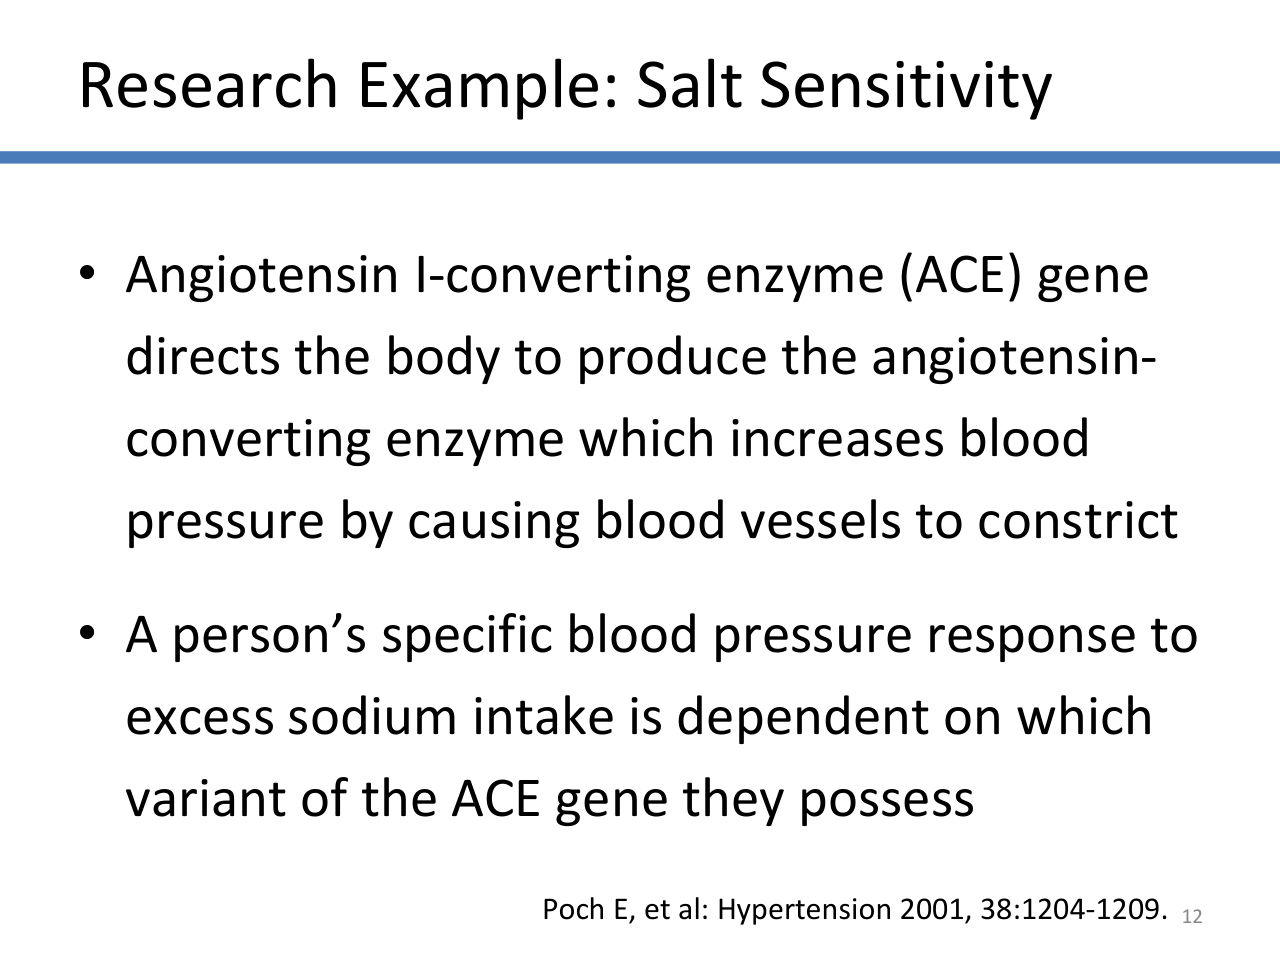 Research Example: Salt Sensitivity
• Angiotensin I-converting enzyme (ACE) gene
directs the body to produce the angiotensin-
converting enzyme which increases blood
pressure by causing blood vessels to constrict
• A person’s specific blood pressure response to
excess sodium intake is dependent on which
variant of the ACE gene they possess
Poch E, et al: Hypertension 2001, 38:1204-1209.
12